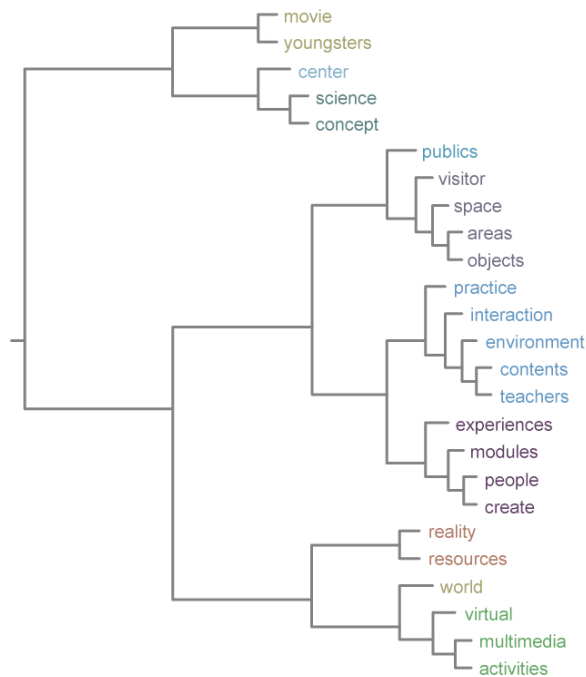 movie
youngsters
center
science
concept
publics
visitor
space
areas
objects
practice
interaction
environment
contents
teachers
experiences
modules
people
create
reality
resources
world
virtual
multimedia
activities